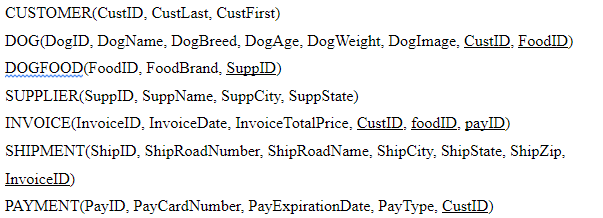 CUSTOMER(CustID, CustLast, CustFirst)
DOG(DogID, DogName, DogBreed, DogAge, DogWeight, DogImage, CustID, FoodID)
DOGFOOD(FoodID, FoodBrand, SuppID)
SUPPLIER(SuppID, SuppName, SuppCity, SuppState)
INVOICE(InvoiceID, InvoiceDate, InvoiceTotalPrice, CustID, foodID, payID)
SHIPMENT(ShipID, ShipRoadNumber, ShipRoadName, ShipCity, ShipState, ShipZip,
InvoiceID)
PAYMENT(PayID, PayCardNumber, PayExpirationDate, PayType, CustID)